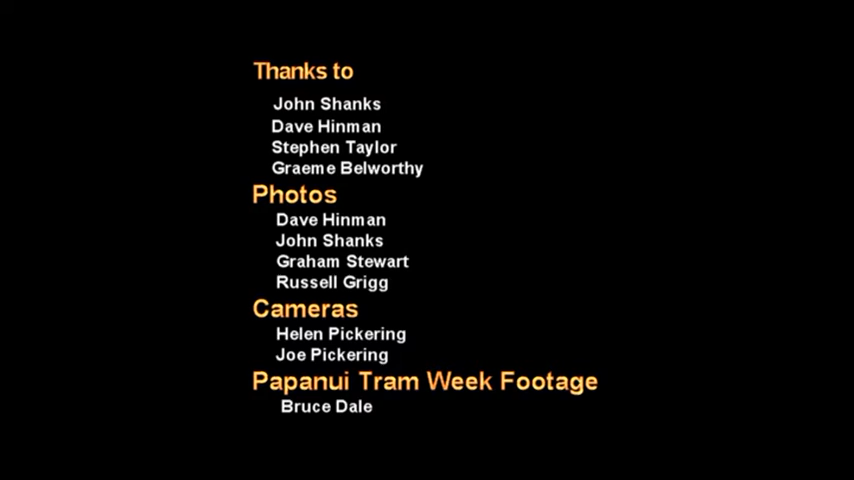 Thanks to
John Shanks
Dave Hinman
Stephen Taylor
Graeme Belworthy
Photos
Dave Hinman
John Shanks
Graham Stewart
Russell Grigg
Cameras
Helen Pickering
Joe Pickering
Papanui Tram Week Footage
Bruce Dale